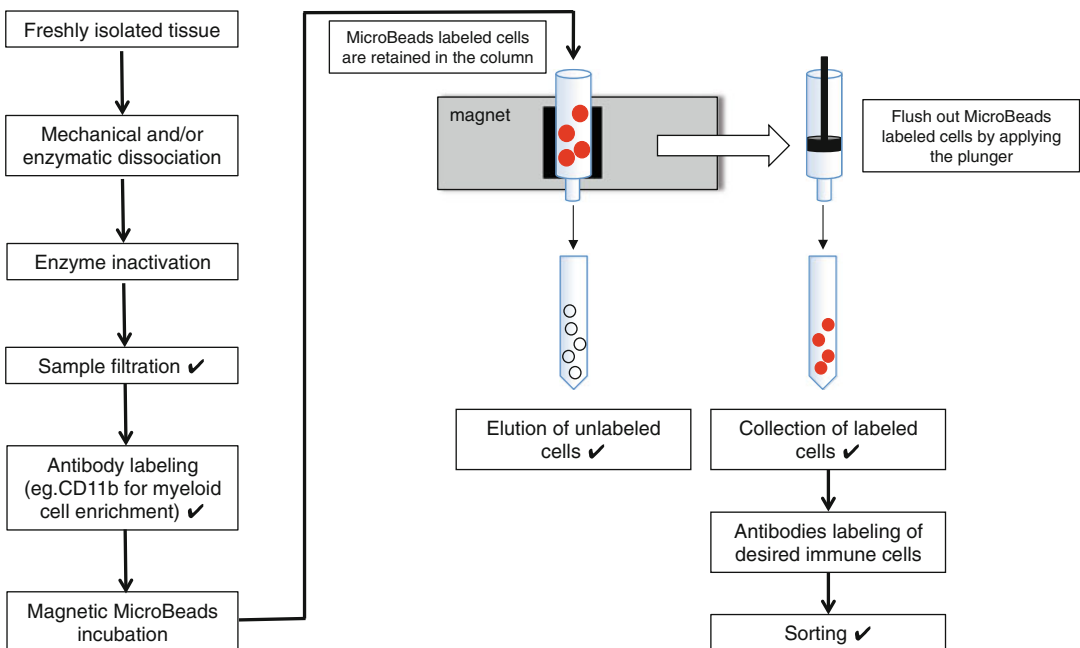 Freshly isolated tissue
Mechanical and/or
enzymatic dissociation
Enzyme inactivation
Sample filtration ✔
Antibody labeling
(eg.CD11b for myeloid
cell enrichment) ✔
Magnetic MicroBeads
incubation
MicroBeads labeled cells
are retained in the column
magnet
Flush out MicroBeads
labeled cells by applying
the plunger
Elution of unlabeled
cells ✔
Collection of labeled
cells ✔
Antibodies labeling of
desired immune cells
Sorting ✔